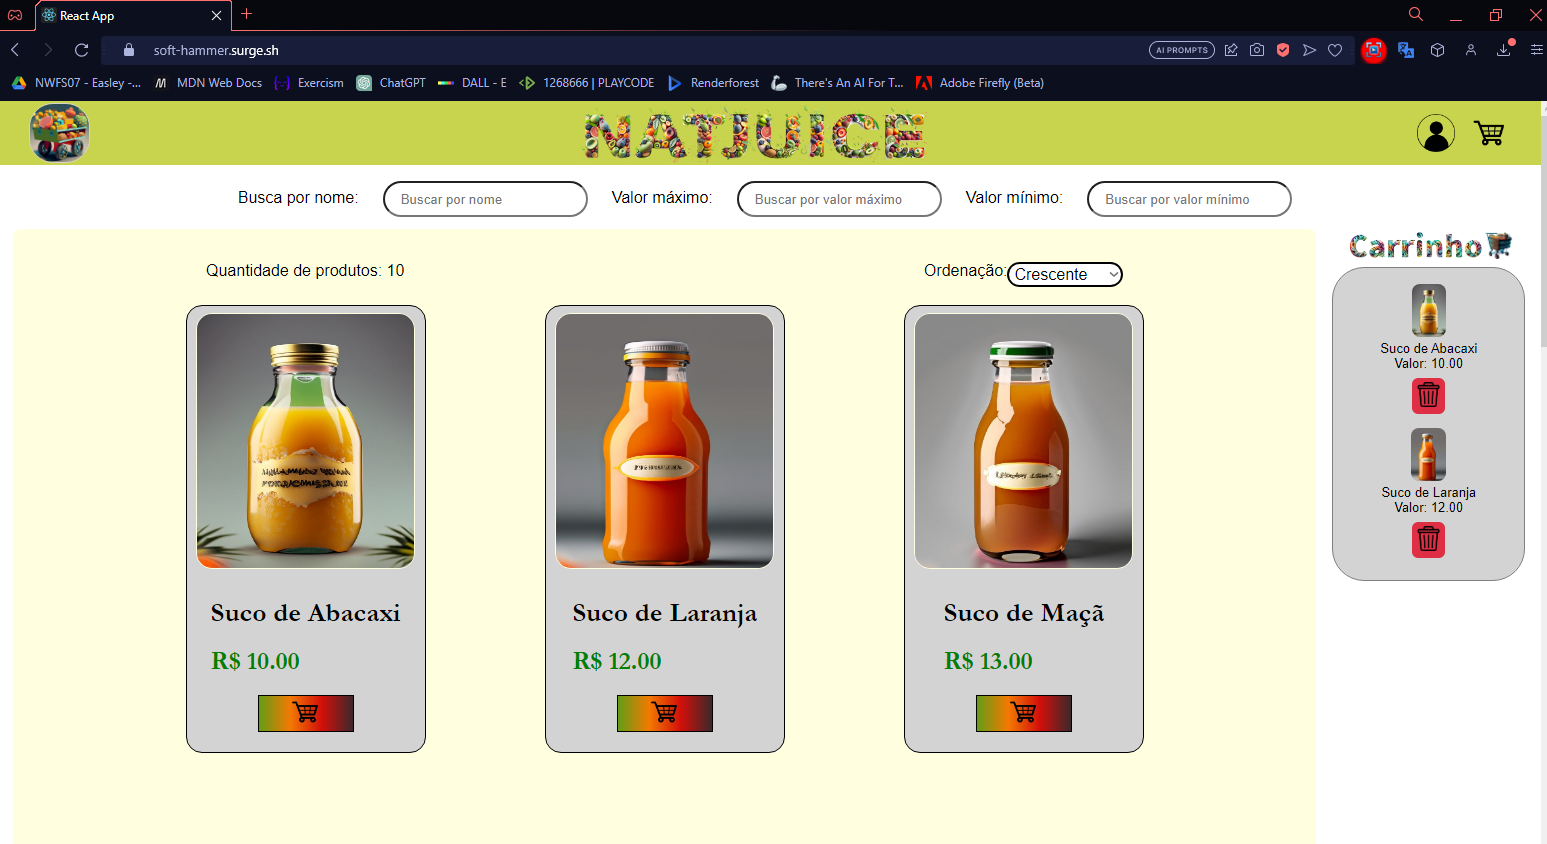 React App
soft-hammer.surge.sh
AI PROMPTS
NWFS07 - Easley -...
MDN Web Docs
Exercism
ChatGPT
DALL - E
1268666 | PLAYCODE
Renderforest
There's An AI For T...
Adobe Firefly (Beta)
NATJUICE
Busca por nome:
Buscar por nome
Valor máximo:
Buscar por valor máximo
Valor mínimo:
Buscar por valor mínimo
Quantidade de produtos: 10
Ordenação:
Crescente
Suco de Abacaxi
R$ 10.00
Suco de Laranja
R$ 12.00
Suco de Maçã
R$ 13.00
Carrinho
Suco de Abacaxi
Valor: 10.00
Suco de Laranja
Valor: 12.00